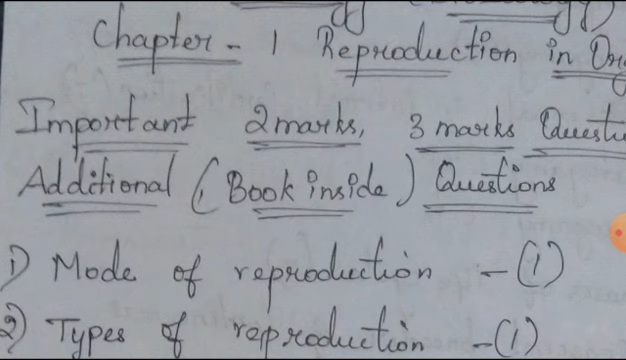 Chapter - 1 Reproduction in
Important 2 marks, 3 marks
Additional (Book inside) Questions
1) Mode of reproduction - (1)
2) Types of reproduction - (1)